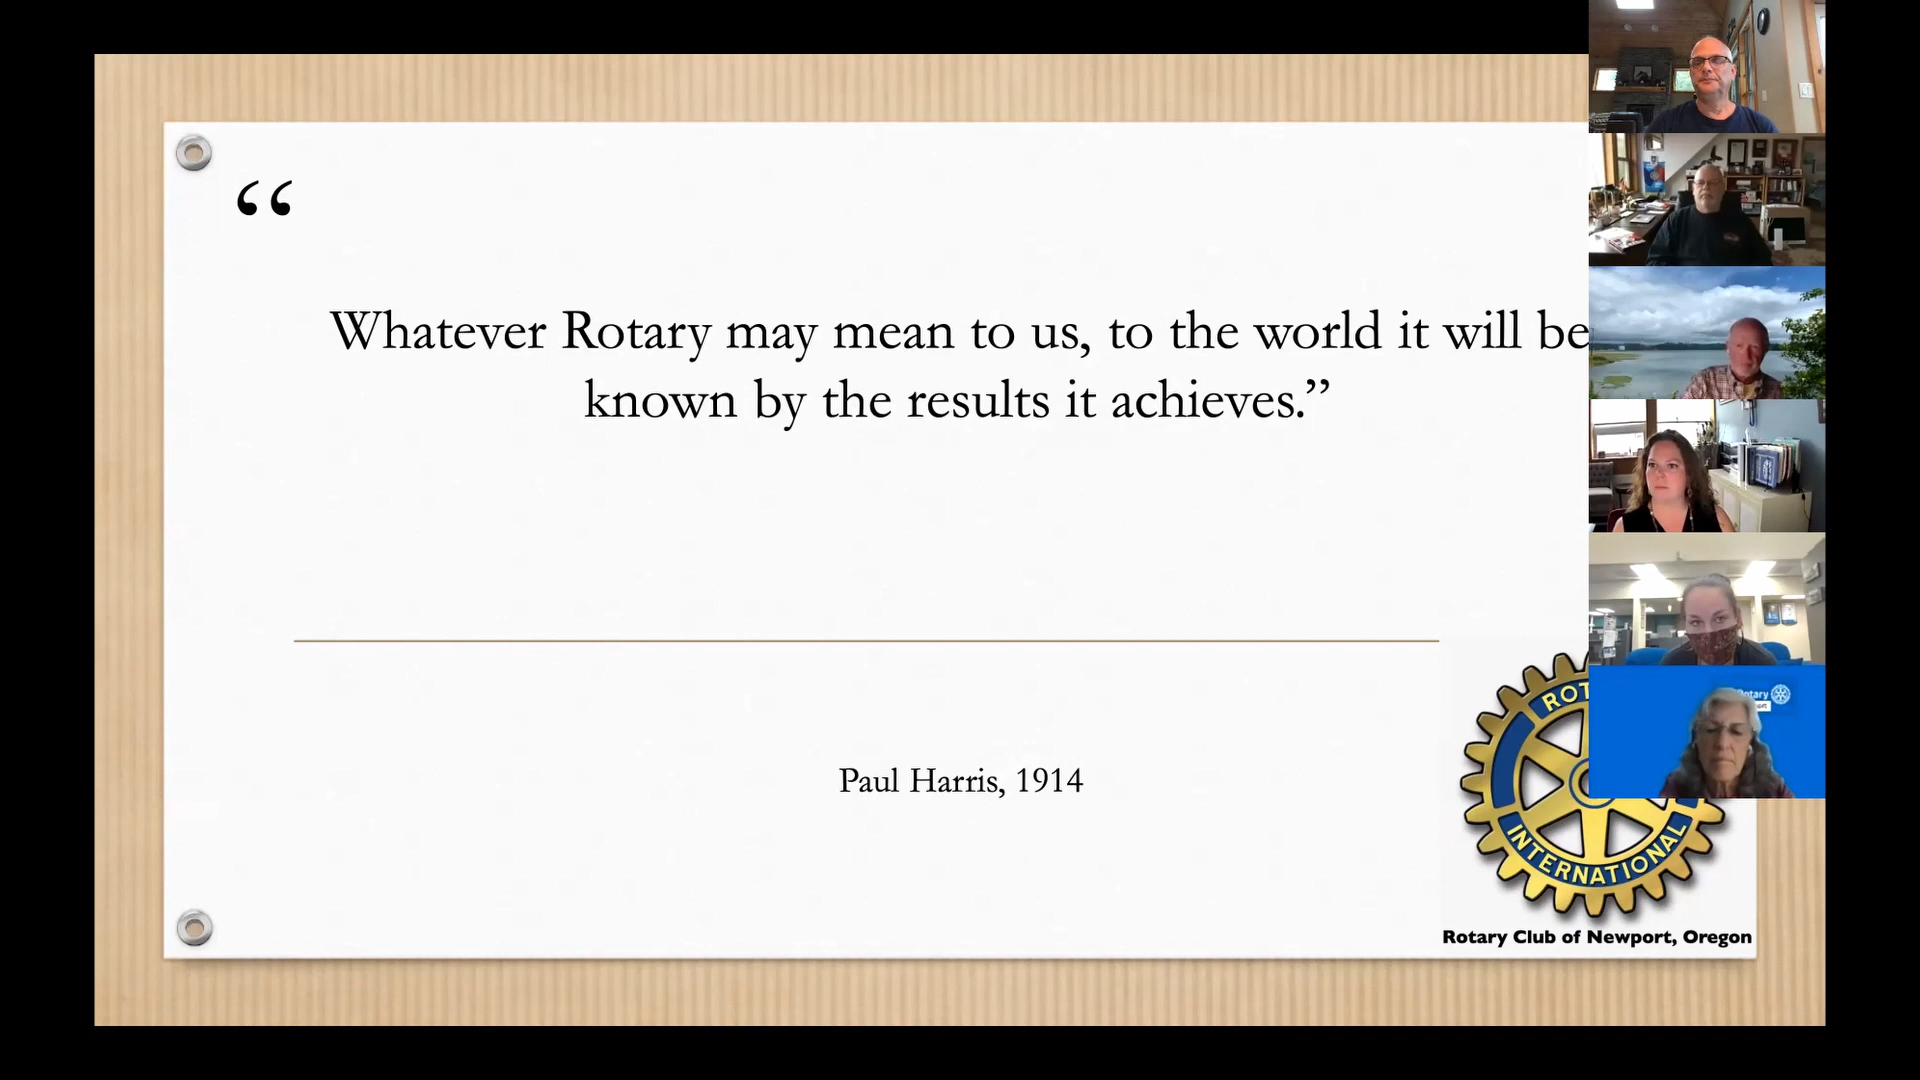 “
Whatever Rotary may mean to us, to the world it will be
known by the results it achieves.”
Paul Harris, 1914
ROT
INTERNATIONAL
Rotary Club of Newport, Oregon